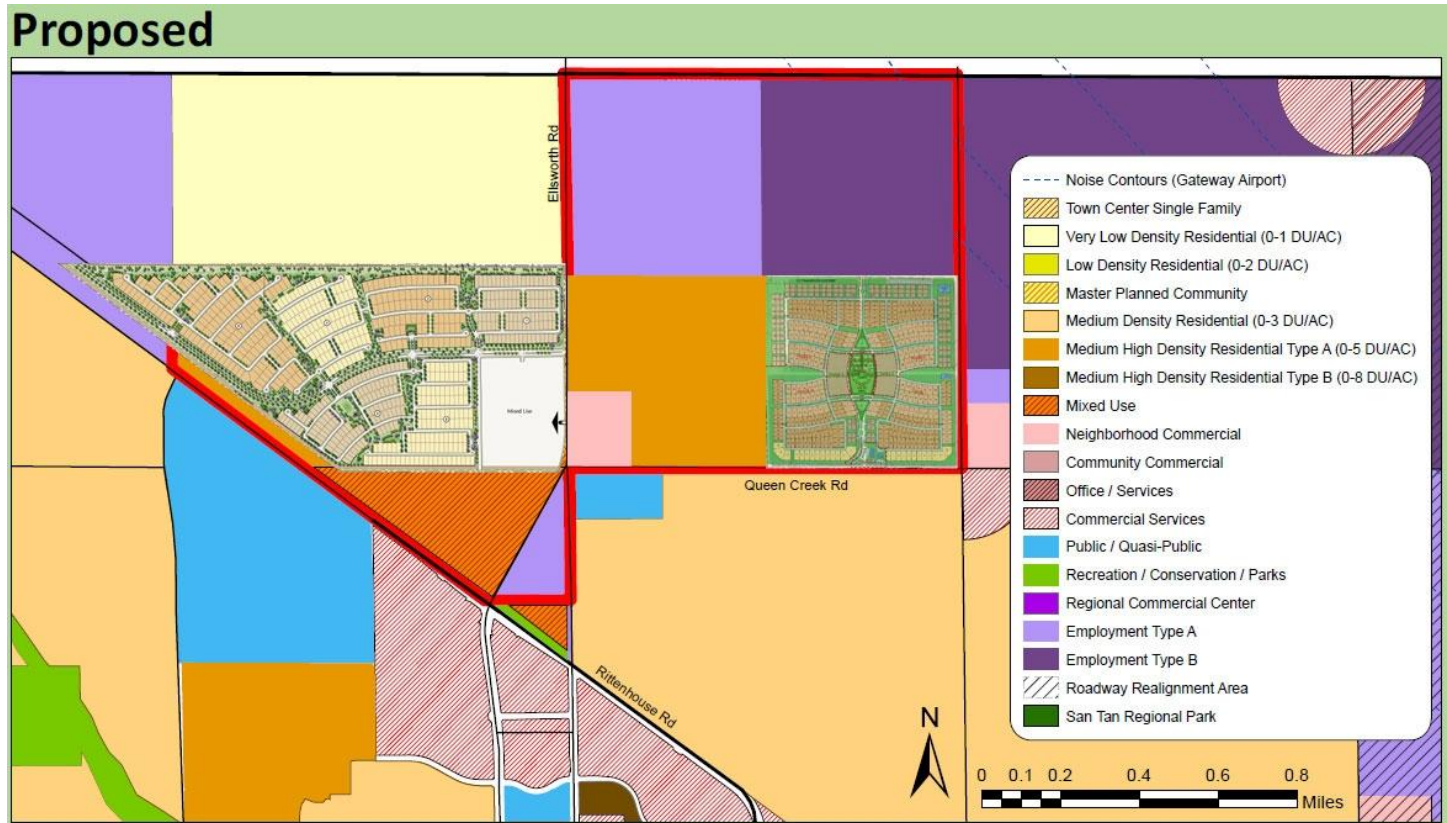 Proposed
Ellsworth Rd
Mixed Use
Queen Creek Rd
Rittenhouse Rd
Noise Contours (Gateway Airport)
Town Center Single Family
Very Low Density Residential (0-1 DU/AC)
Low Density Residential (0-2 DU/AC)
Master Planned Community
Medium Density Residential (0-3 DU/AC)
Medium High Density Residential Type A (0-5 DU/AC)
Medium High Density Residential Type B (0-8 DU/AC)
Mixed Use
Neighborhood Commercial
Community Commercial
Office / Services
Commercial Services
Public / Quasi-Public
Recreation / Conservation / Parks
Regional Commercial Center
Employment Type A
Employment Type B
Roadway Realignment Area
San Tan Regional Park
N
0 0.1 0.2 0.4 0.6 0.8
Miles